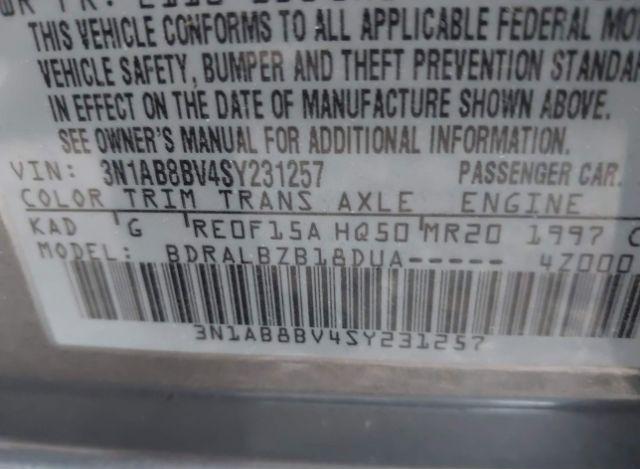 THIS VEHICLE CONFORMS TO ALL APPLICABLE FEDERAL MO
VEHICLE SAFETY, BUMPER AND THEFT PREVENTION STANDA
IN EFFECT ON THE DATE OF MANUFACTURE SHOWN ABOVE.
SEE OWNER'S MANUAL FOR ADDITIONAL INFORMATION.
VIN: 3N1AB8BV4SY231257 PASSENGER CAR.
COLOR TRIM TRANS AXLE ENGINE
KAD G RE0F15A HQ50 MR20 1997 C
MODEL: BDRALBZB18DUA----- 4Z000
3N1AB8BV4SY231257